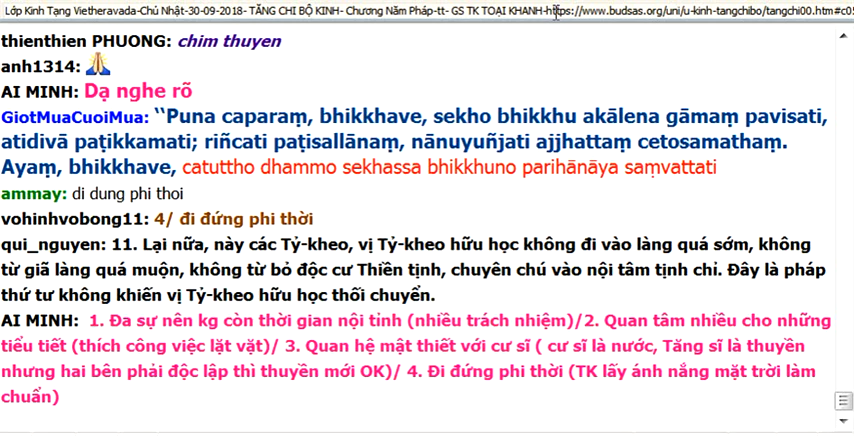 Lớp Kinh Tạng Vietheravada-Chủ Nhật-30-09-2018- TĂNG CHI BỘ KINH- Chương Năm Pháp-tt- GS TK TOẠI KHANH-https://www.budsas.org/uni/u-kinh-tangchibo/tangchi00.htm#c05
thienthien PHUONG: chim thuyen
anh1314: 🙏
AI MINH: Dạ nghe rõ
GiotMuaCuoiMua: ‘‘Puna caparaṃ, bhikkhave, sekho bhikkhu akālena gāmaṃ pavisati,
atidivā paṭikkamati; riñcati paṭisallānaṃ, nānuyuñjati ajjhattaṃ cetosamathaṃ.
Ayaṃ, bhikkhave, catuttho dhammo sekhassa bhikkhuno parihānāya saṃvattati
ammay: di dung phi thoi
vohinhvobong11: 4/ đi đứng phi thời
qui_nguyen: 11. Lại nữa, này các Tỷ-kheo, vị Tỷ-kheo hữu học không đi vào làng quá sớm, không
từ giã làng quá muộn, không từ bỏ độc cư Thiền tịnh, chuyên chú vào nội tâm tịnh chỉ. Đây là pháp
thứ tư không khiến vị Tỷ-kheo hữu học thối chuyển.
AI MINH: 1. Đa sự nên kg còn thời gian nội tỉnh (nhiều trách nhiệm)/2. Quan tâm nhiều cho những
tiểu tiết (thích công việc lặt vặt)/ 3. Quan hệ mật thiết với cư sĩ ( cư sĩ là nước, Tăng sĩ là thuyền
nhưng hai bên phải độc lập thì thuyền mới OK)/ 4. Đi đứng phi thời (TK lấy ánh nắng mặt trời làm
chuẩn)